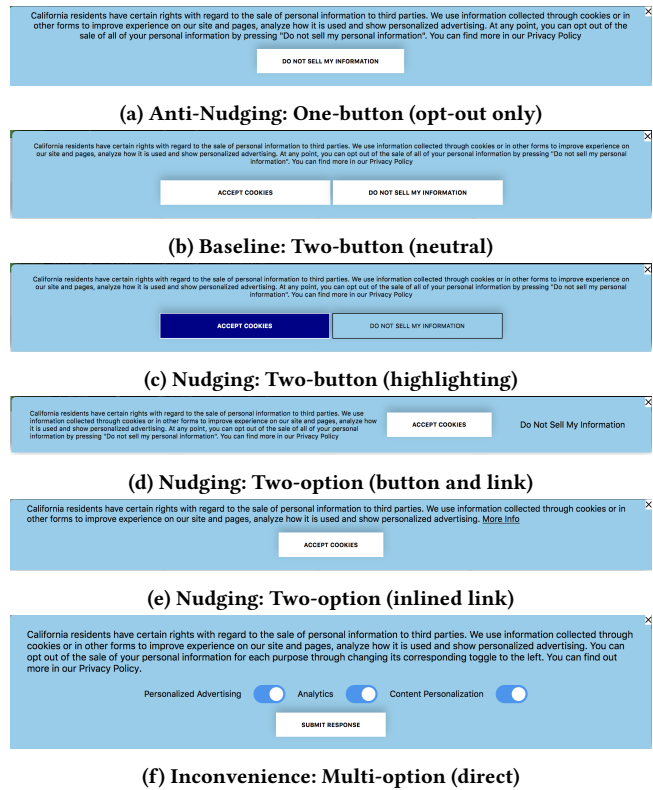 California residents have certain rights with regard to the sale of personal information to third parties. We use information collected through cookies or in
other forms to improve experience on our site and pages, analyze how it is used and show personalized advertising. At any point, you can opt out of the
sale of all of your personal information by pressing "Do not sell my personal information". You can find more in our Privacy Policy
DO NOT SELL MY INFORMATION
(a) Anti-Nudging: One-button (opt-out only)
California residents have certain rights with regard to the sale of personal information to third parties. We use information collected through cookies or in other forms to improve experience on
our site and pages, analyze how it is used and show personalized advertising. At any point, you can opt out of the sale of all of your personal information by pressing "Do not sell my personal
information". You can find more in our Privacy Policy
ACCEPT COOKIES DO NOT SELL MY INFORMATION
(b) Baseline: Two-button (neutral)
California residents have certain rights with regard to the sale of personal information to third parties. We use information collected through cookies or in other forms to improve experience on
our site and pages, analyze how it is used and show personalized advertising. At any point, you can opt out of the sale of all of your personal information by pressing "Do not sell my personal
information". You can find more in our Privacy Policy
ACCEPT COOKIES DO NOT SELL MY INFORMATION
(c) Nudging: Two-button (highlighting)
California residents have certain rights with regard to the sale of personal information to third parties. We use
information collected through cookies or in other forms to improve experience on our site and pages, analyze how
it is used and show personalized advertising. At any point, you can opt out of the sale of all of your personal
information by pressing "Do not sell my personal information". You can find more in our Privacy Policy
ACCEPT COOKIES Do Not Sell My Information
(d) Nudging: Two-option (button and link)
California residents have certain rights with regard to the sale of personal information to third parties. We use information collected through cookies or in
other forms to improve experience on our site and pages, analyze how it is used and show personalized advertising. More Info
ACCEPT COOKIES
(e) Nudging: Two-option (inlined link)
California residents have certain rights with regard to the sale of personal information to third parties. We use information collected through
cookies or in other forms to improve experience on our site and pages, analyze how it is used and show personalized advertising. You can
opt out of the sale of your personal information for each purpose through changing its corresponding toggle to the left. You can find out
more in our Privacy Policy.
Personalized Advertising Analytics Content Personalization
SUBMIT RESPONSE
(f) Inconvenience: Multi-option (direct)